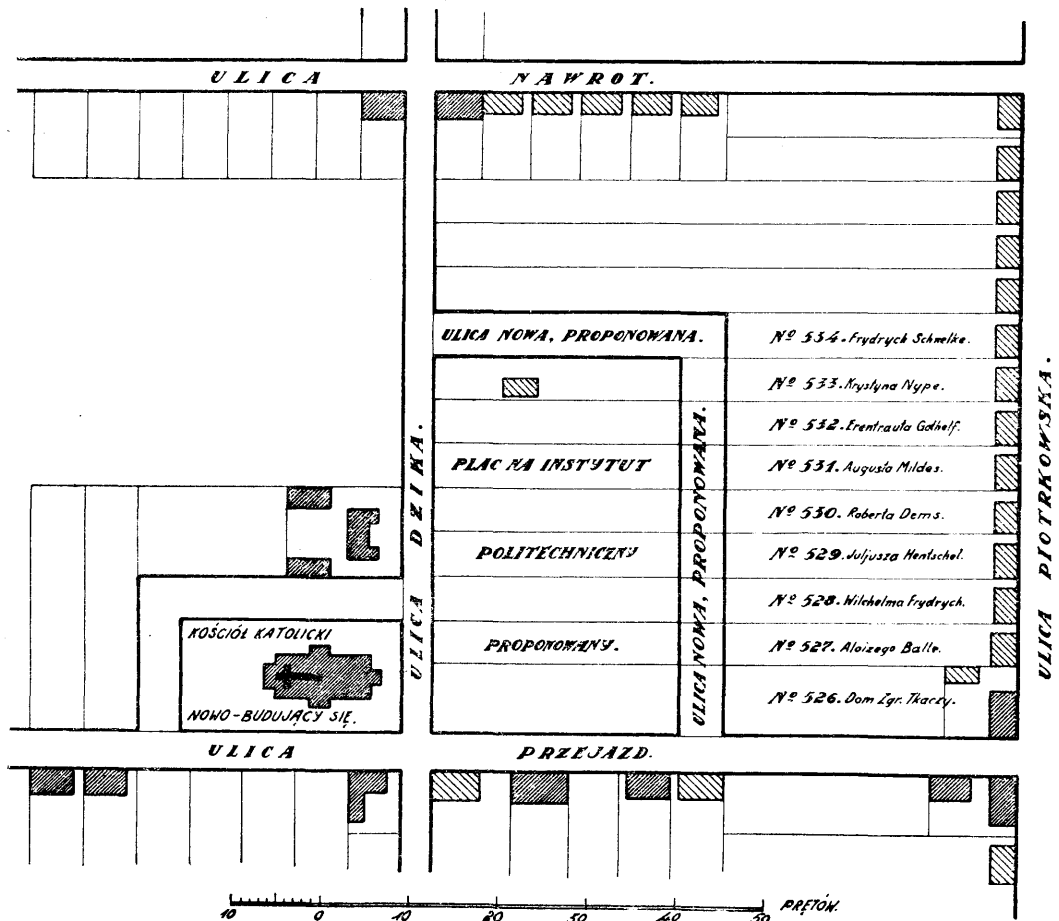 ULICA NAWROT.
ULICA NOWA, PROPONOWANA.
Nº 534. Frydrych Schmelke.
Nº 533. Krystyna Nype.
Nº 532. Erentrauta Gothelf.
PLAC NA INSTYTUT
Nº 531. Augusta Mildes.
Nº 530. Roberta Dems.
POLITECHNICZNY
Nº 529. Juljusza Hentschel.
Nº 528. Wilchelma Frydrych.
PROPONOWANY.
Nº 527. Aloizego Balle.
Nº 526. Dom Zgr. Tkaczy.
ULICA NOWA, PROPONOWANA.
ULICA DZIKA.
ULICA PIOTRKOWSKA.
KOŚCIÓŁ KATOLICKI
NOWO-BUDUJĄCY SIĘ.
ULICA PRZEJAZD.
10 0 10 20 30 40 50 PRĘTÓW.